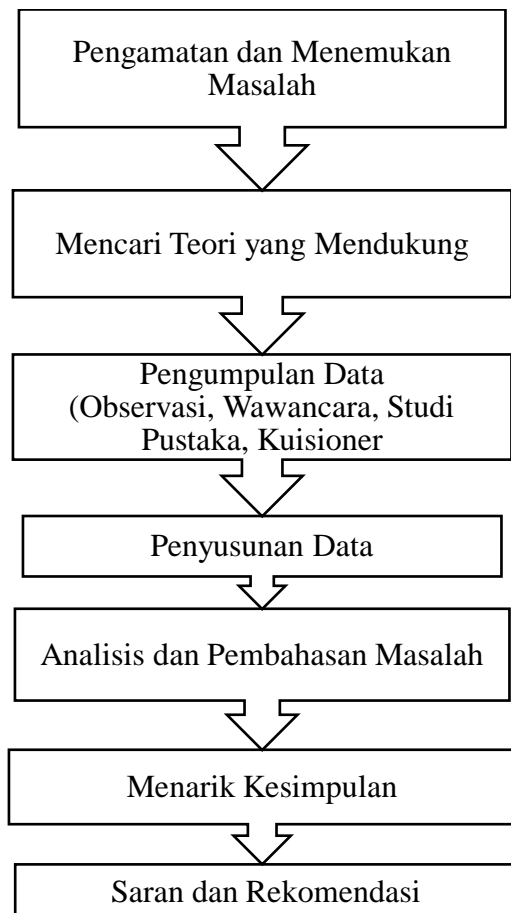 Pengamatan dan Menemukan
Masalah
Mencari Teori yang Mendukung
Pengumpulan Data
(Observasi, Wawancara, Studi
Pustaka, Kuisioner
Penyusunan Data
Analisis dan Pembahasan Masalah
Menarik Kesimpulan
Saran dan Rekomendasi